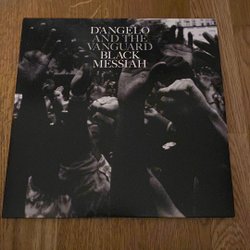 D'ANGELO
AND THE
VANGUARD
BLACK
MESSIAH